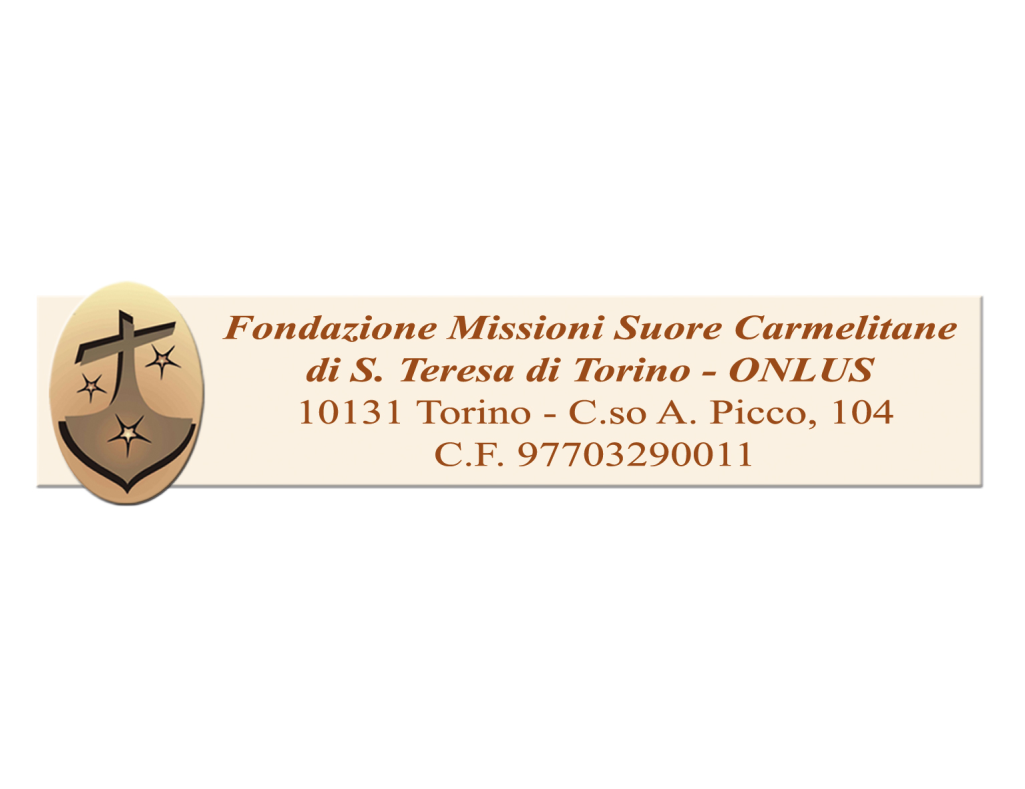 Fondazione Missioni Suore Carmelitane
di S. Teresa di Torino - ONLUS
10131 Torino - C.so A. Picco, 104
C.F. 97703290011